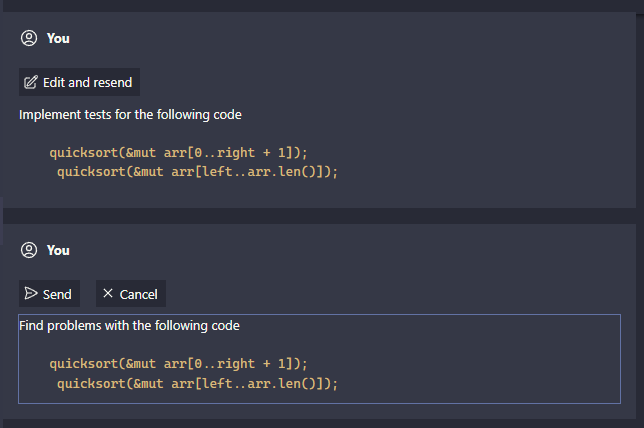 You
Edit and resend
Implement tests for the following code
quicksort(&mut arr[0..right + 1]);
quicksort(&mut arr[left..arr.len()]);
You
Send Cancel
Find problems with the following code
quicksort(&mut arr[0..right + 1]);
quicksort(&mut arr[left..arr.len()]);